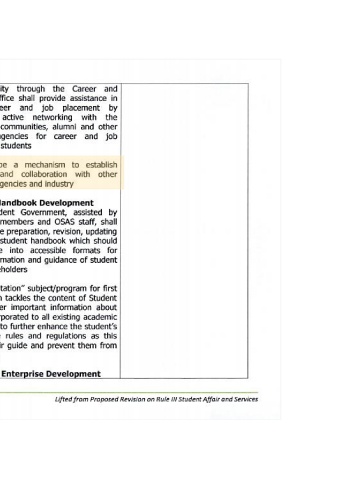 ity through the Career and
ffice shall provide assistance in
eer and job placement by
active networking with the
communities, alumni and other
gencies for career and job
students
be a mechanism to establish
and collaboration with other
gencies and industry
Handbook Development
dent Government, assisted by
members and OSAS staff, shall
e preparation, revision, updating
student handbook which should
e into accessible formats for
rmation and guidance of student
eholders
tation" subject/program for first
n tackles the content of Student
er important information about
rporated to all existing academic
to further enhance the student's
e rules and regulations as this
ir guide and prevent them from
Enterprise Development
Lifted from Proposed Revision on Rule III Student Affair and Services